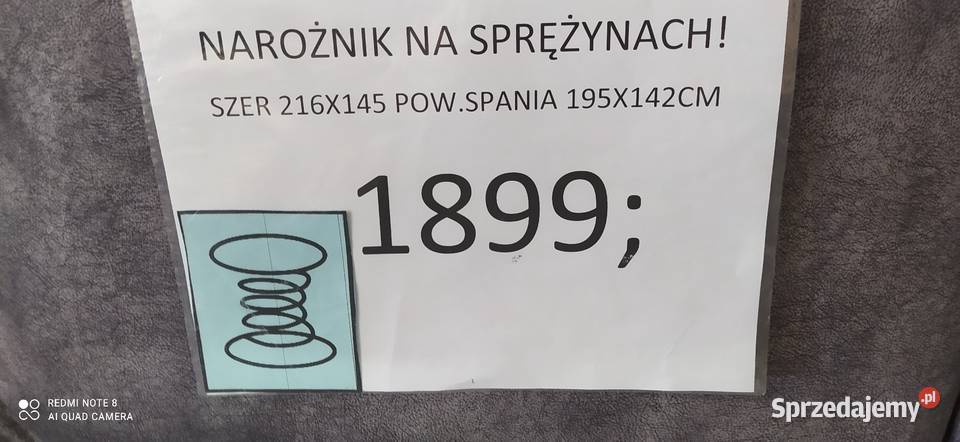 NAROŻNIK NA SPRĘŻYNACH!
SZER 216X145 POW.SPANIA 195X142CM
1899;
REDMI NOTE 8
AI QUAD CAMERA
Sprzedajemy.pl